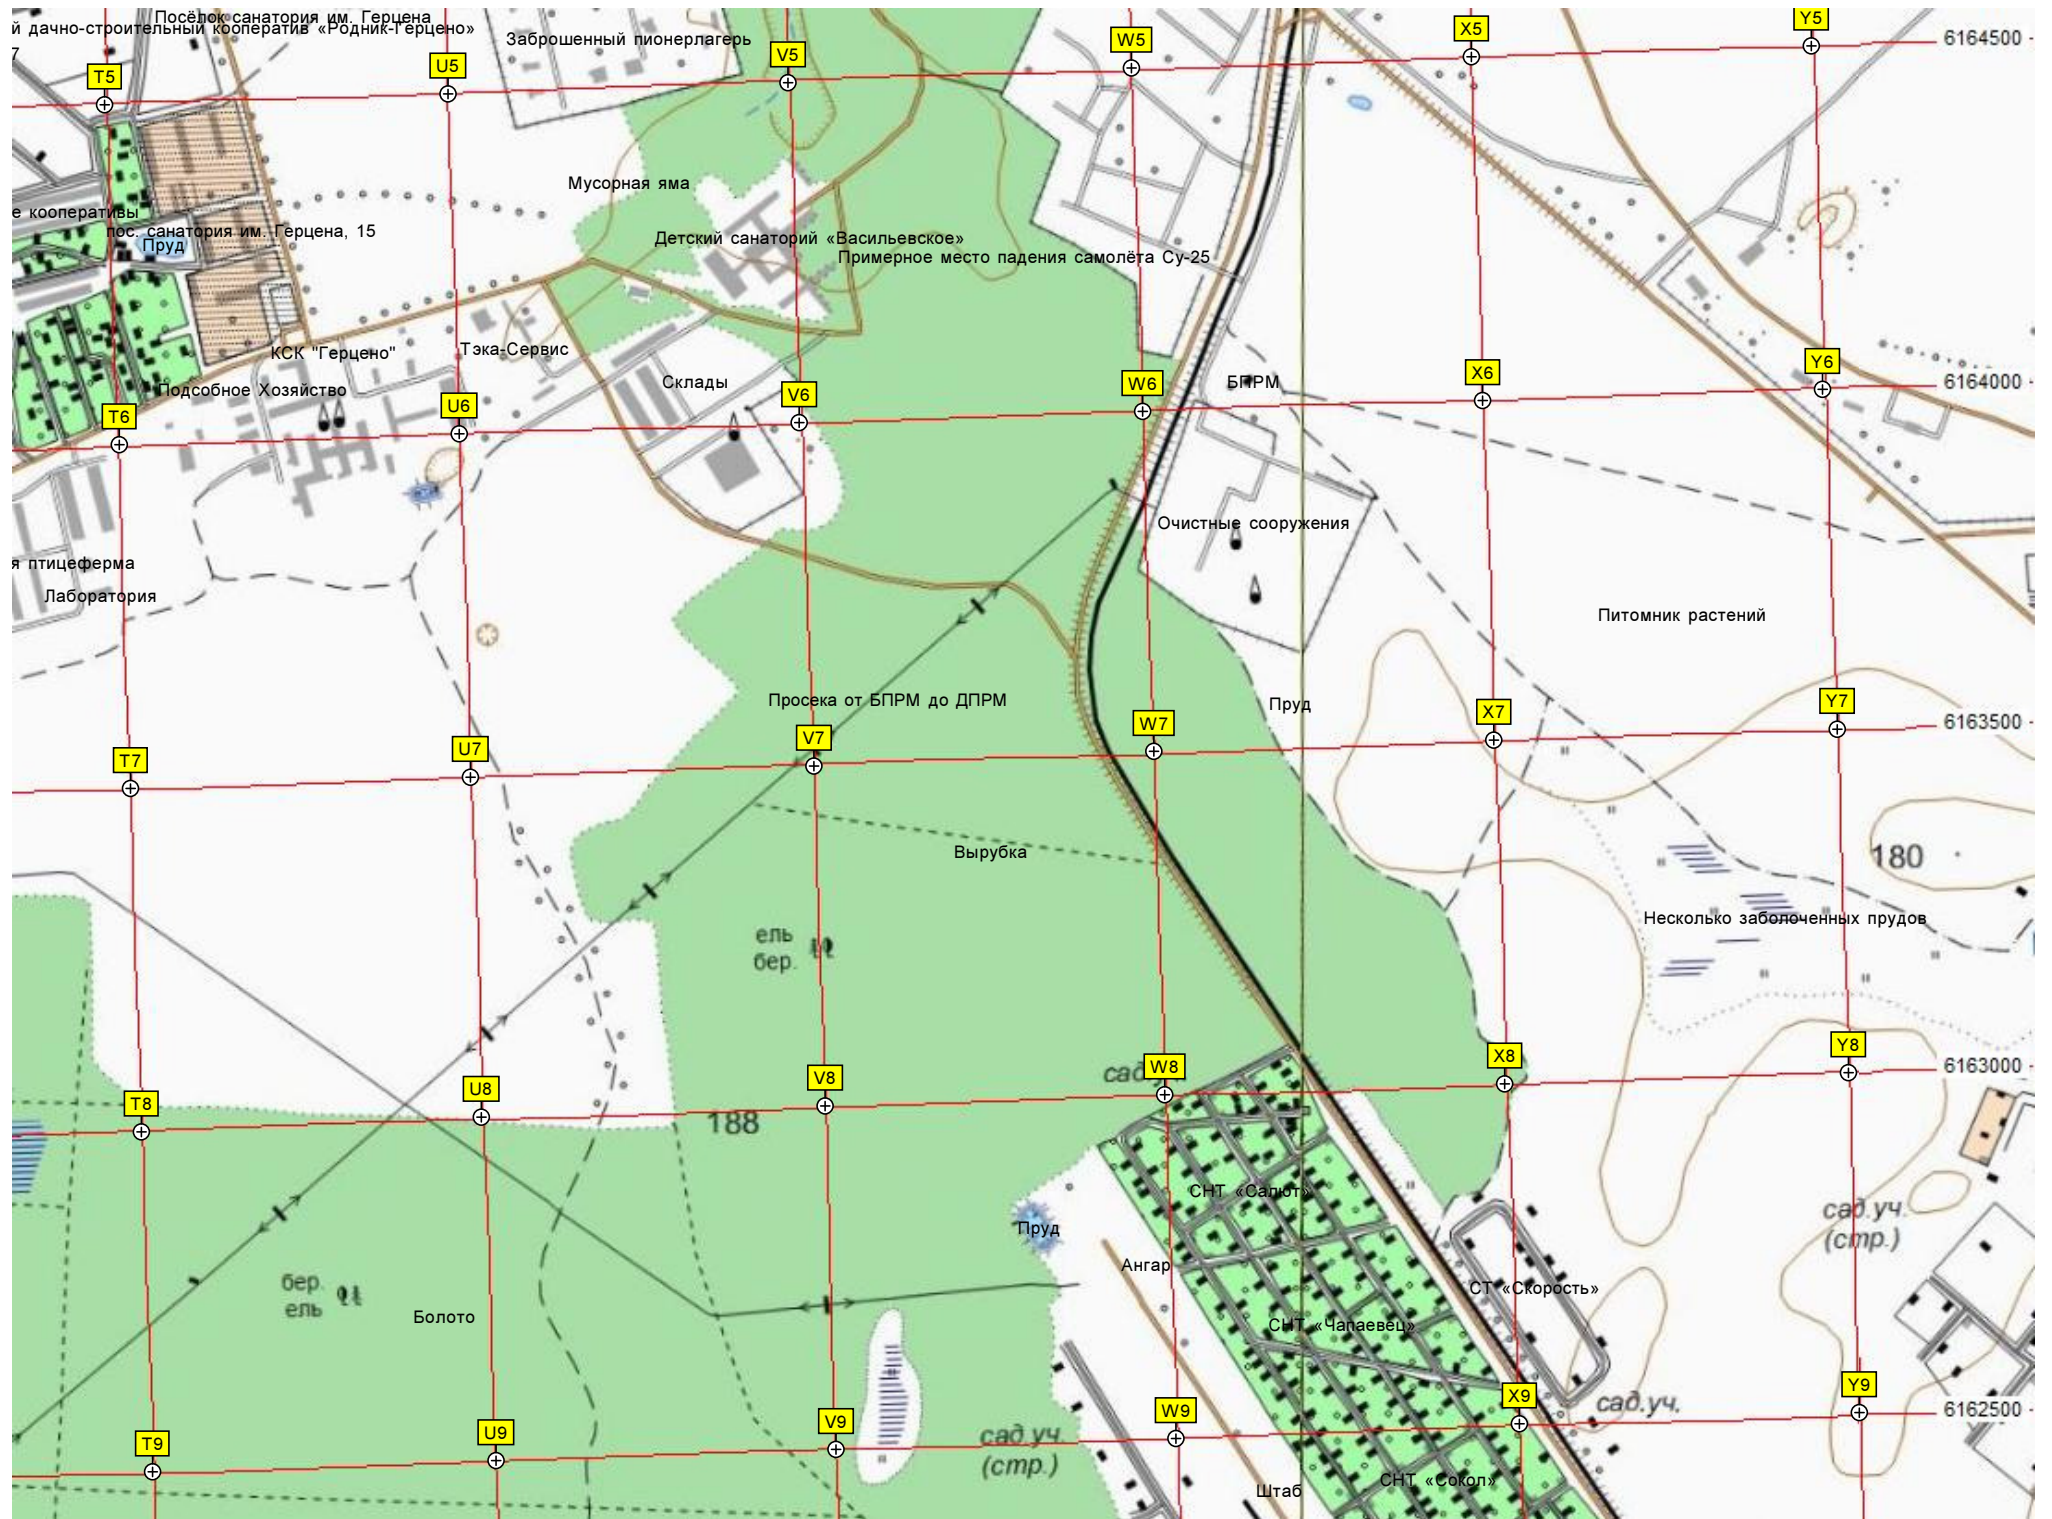 Посёлок санатория им. Герцена
й дачно-строительный кооператив «Родник-Герцено»
7
Заброшенный пионерлагерь
T5
U5
V5
W5
X5
Y5
6164500
Мусорная яма
е кооперативы
пос. санатория им. Герцена, 15
Пруд
Детский санаторий «Васильевское»
Примерное место падения самолёта Су-25
КСК "Герцено"
Тэка-Сервис
Подсобное Хозяйство
Склады
БПРМ
T6
U6
V6
W6
X6
Y6
6164000
Очистные сооружения
я птицеферма
Лаборатория
Питомник растений
Просека от БПРМ до ДПРМ
Пруд
T7
U7
V7
W7
X7
Y7
6163500
Вырубка
180
Несколько заболоченных прудов
ель
бер.
сад.у
T8
U8
V8
W8
X8
Y8
6163000
188
СНТ «Салют»
сад.уч.
(стр.)
Пруд
Ангар
бер.
ель
Болото
СТ «Скорость»
СНТ «Чапаевец»
T9
U9
V9
W9
X9
Y9
6162500
сад.уч.
сад.уч.
(стр.)
СНТ «Сокол»
Штаб